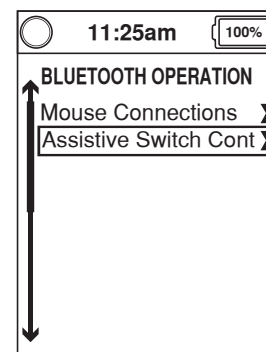 11:25am 100%
BLUETOOTH OPERATION
Mouse Connections
Assistive Switch Cont